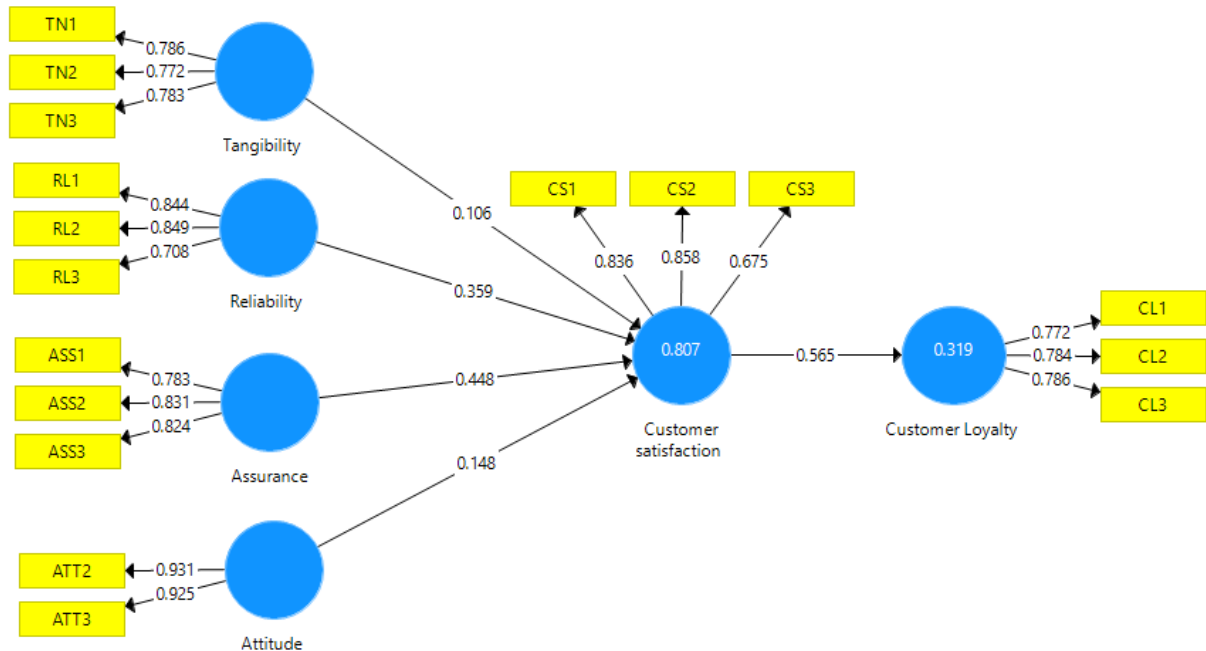 TN1
0.786
TN2
0.772
TN3
0.783
Tangibility
RL1
0.844
RL2
0.849
RL3
0.708
Reliability
ASS1
0.783
ASS2
0.831
ASS3
0.824
Assurance
ATT2
0.931
ATT3
0.925
Attitude
0.106
0.359
0.448
0.148
CS1
CS2
CS3
0.836
0.858
0.675
0.807
Customer
satisfaction
0.565
0.319
Customer Loyalty
0.772
CL1
0.784
CL2
0.786
CL3